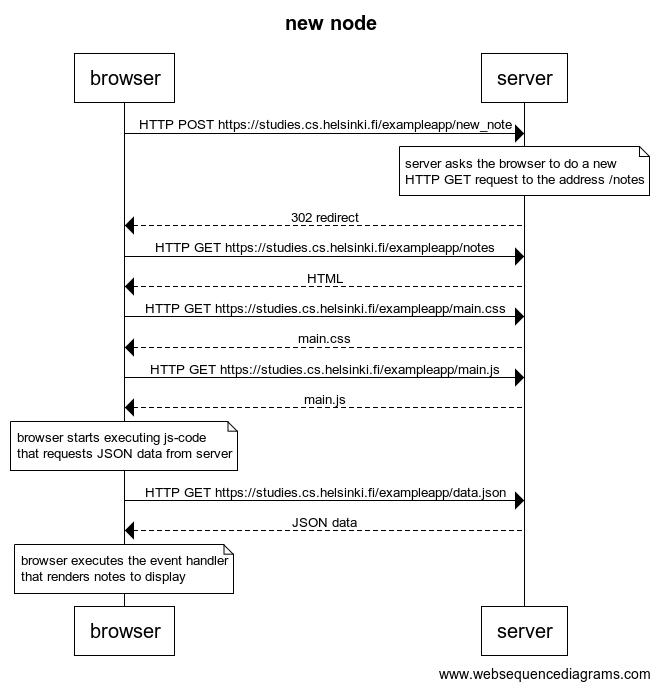 new node
browser
server
HTTP POST https://studies.cs.helsinki.fi/exampleapp/new_note
server asks the browser to do a new
HTTP GET request to the address /notes
302 redirect
HTTP GET https://studies.cs.helsinki.fi/exampleapp/notes
HTML
HTTP GET https://studies.cs.helsinki.fi/exampleapp/main.css
main.css
HTTP GET https://studies.cs.helsinki.fi/exampleapp/main.js
main.js
browser starts executing js-code
that requests JSON data from server
HTTP GET https://studies.cs.helsinki.fi/exampleapp/data.json
JSON data
browser executes the event handler
that renders notes to display
browser
server
www.websequencediagrams.com